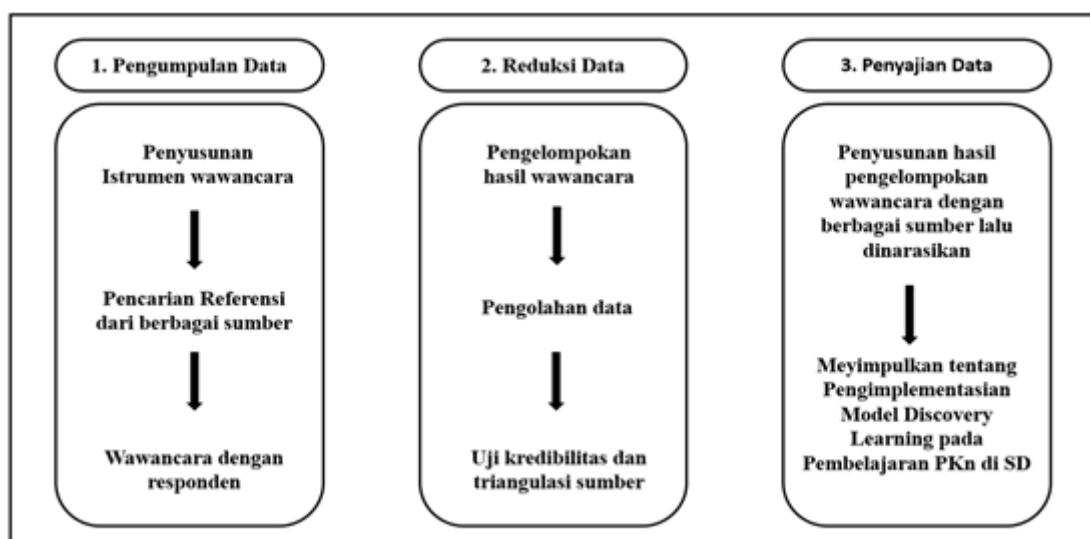 1. Pengumpulan Data
Penyusunan
Istrumen wawancara
Pencarian Referensi
dari berbagai sumber
Wawancara dengan
responden
2. Reduksi Data
Pengelompokan
hasil wawancara
Pengolahan data
Uji kredibilitas dan
triangulasi sumber
3. Penyajian Data
Penyusunan hasil
pengelompokan
wawancara dengan
berbagai sumber lalu
dinarasikan
Meyimpulkan tentang
Pengimplementasian
Model Discovery
Learning pada
Pembelajaran PKn di SD